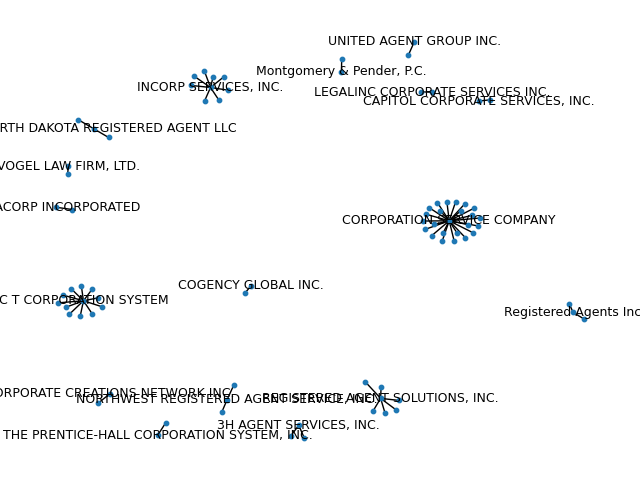 UNITED AGENT GROUP INC.
Montgomery & Pender, P.C.
INCORP SERVICES, INC.
LEGALINC CORPORATE SERVICES INC.
CAPITOL CORPORATE SERVICES, INC.
RTH DAKOTA REGISTERED AGENT LLC
VOGEL LAW FIRM, LTD.
ACORP INCORPORATED
CORPORATION SERVICE COMPANY
COGENCY GLOBAL INC.
C T CORPORATION SYSTEM
Registered Agents Inc
ORPORATE CREATIONS NETWORK INC.
NORTHWEST REGISTERED AGENT SERVICE, INC.
REGISTERED AGENT SOLUTIONS, INC.
3H AGENT SERVICES, INC.
THE PRENTICE-HALL CORPORATION SYSTEM, INC.